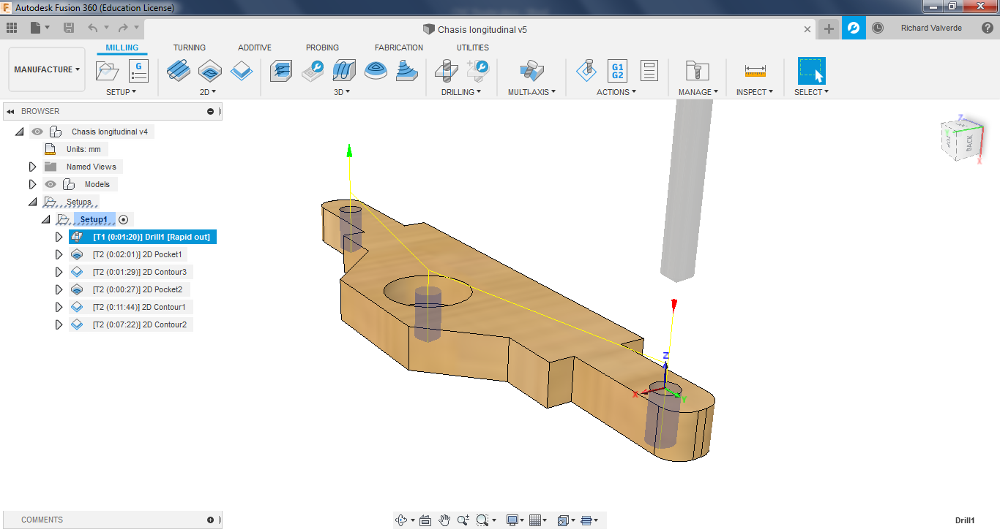 Autodesk Fusion 360 (Education License)
Chasis longitudinal v5
Richard Valverde
MANUFACTURE
MILLING TURNING ADDITIVE PROBING FABRICATION UTILITIES
G
G1
G2
SETUP 2D 3D DRILLING MULTI-AXIS ACTIONS MANAGE INSPECT SELECT
BROWSER
Chasis longitudinal v4
Units: mm
Named Views
Models
Setups
Setup1
[T1 (0:01:20)] Drill1 [Rapid out]
[T2 (0:02:01)] 2D Pocket1
[T2 (0:01:29)] 2D Contour3
[T2 (0:00:27)] 2D Pocket2
[T2 (0:11:44)] 2D Contour1
[T2 (0:07:22)] 2D Contour2
Z
TOP
BACK
X
Z
X
Y
COMMENTS
Drill1